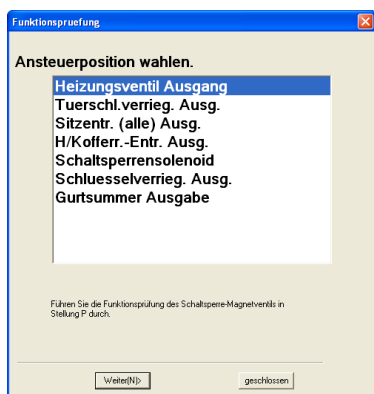 Funktionspruefung
Ansteuerposition wahlen.
Heizungsventil Ausgang
Tuerschl.verrieg. Ausg.
Sitzentr. (alle) Ausg.
H/Kofferr.-Entr. Ausg.
Schaltsperrensolenoid
Schluesselverrieg. Ausg.
Gurtsummer Ausgabe
Führen Sie die Funktionsprüfung des Schaltsperre-Magnetventils in
Stellung P durch.
Weiter(N)> geschlossen